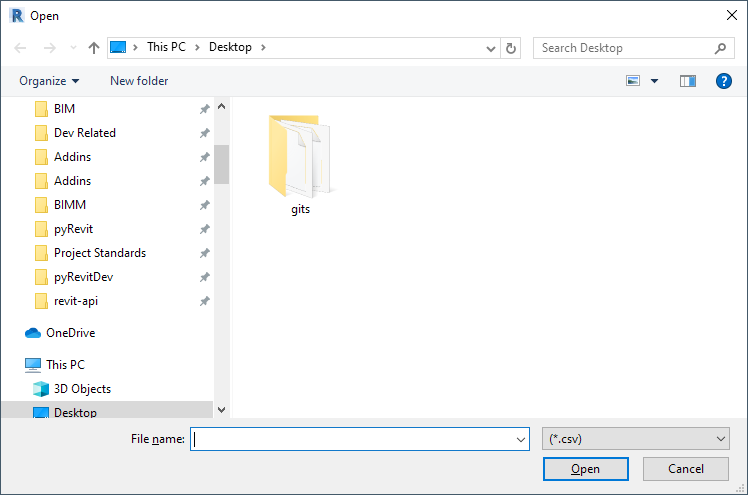 R Open
This PC > Desktop >
Search Desktop
Organize
New folder
?
BIM
Dev Related
Addins
Addins
BIMM
pyRevit
Project Standards
pyRevitDev
revit-api
OneDrive
This PC
3D Objects
Desktop
gits
File name:
(*.csv)
Open
Cancel